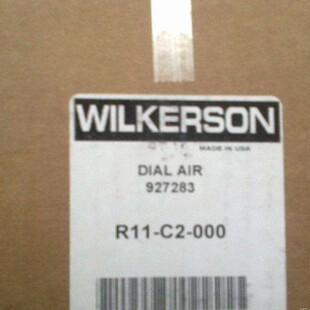 WILKERSON
MADE IN USA
DIAL AIR
927283
R11-C2-000